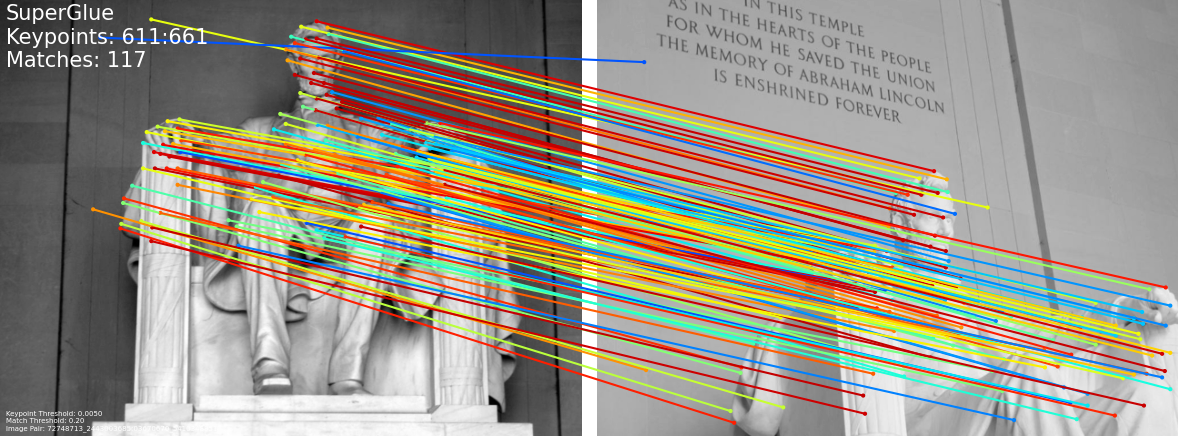 SuperGlue
Keypoints: 611:661
Matches: 117
IN THIS TEMPLE
AS IN THE HEARTS OF THE PEOPLE
FOR WHOM HE SAVED THE UNION
THE MEMORY OF ABRAHAM LINCOLN
IS ENSHRINED FOREVER
Keypoint Threshold: 0.0050
Match Threshold: 0.20
Image Pair: